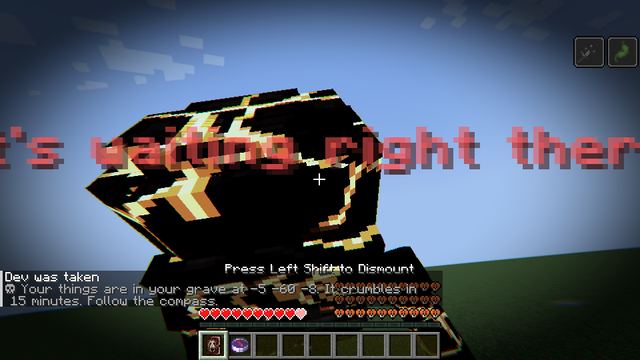 t's waiting right ther
Press Left Shift to Dismount
Dev was taken
☠ Your things are in your grave at -5 -60 -8. It crumbles in
15 minutes. Follow the compass.